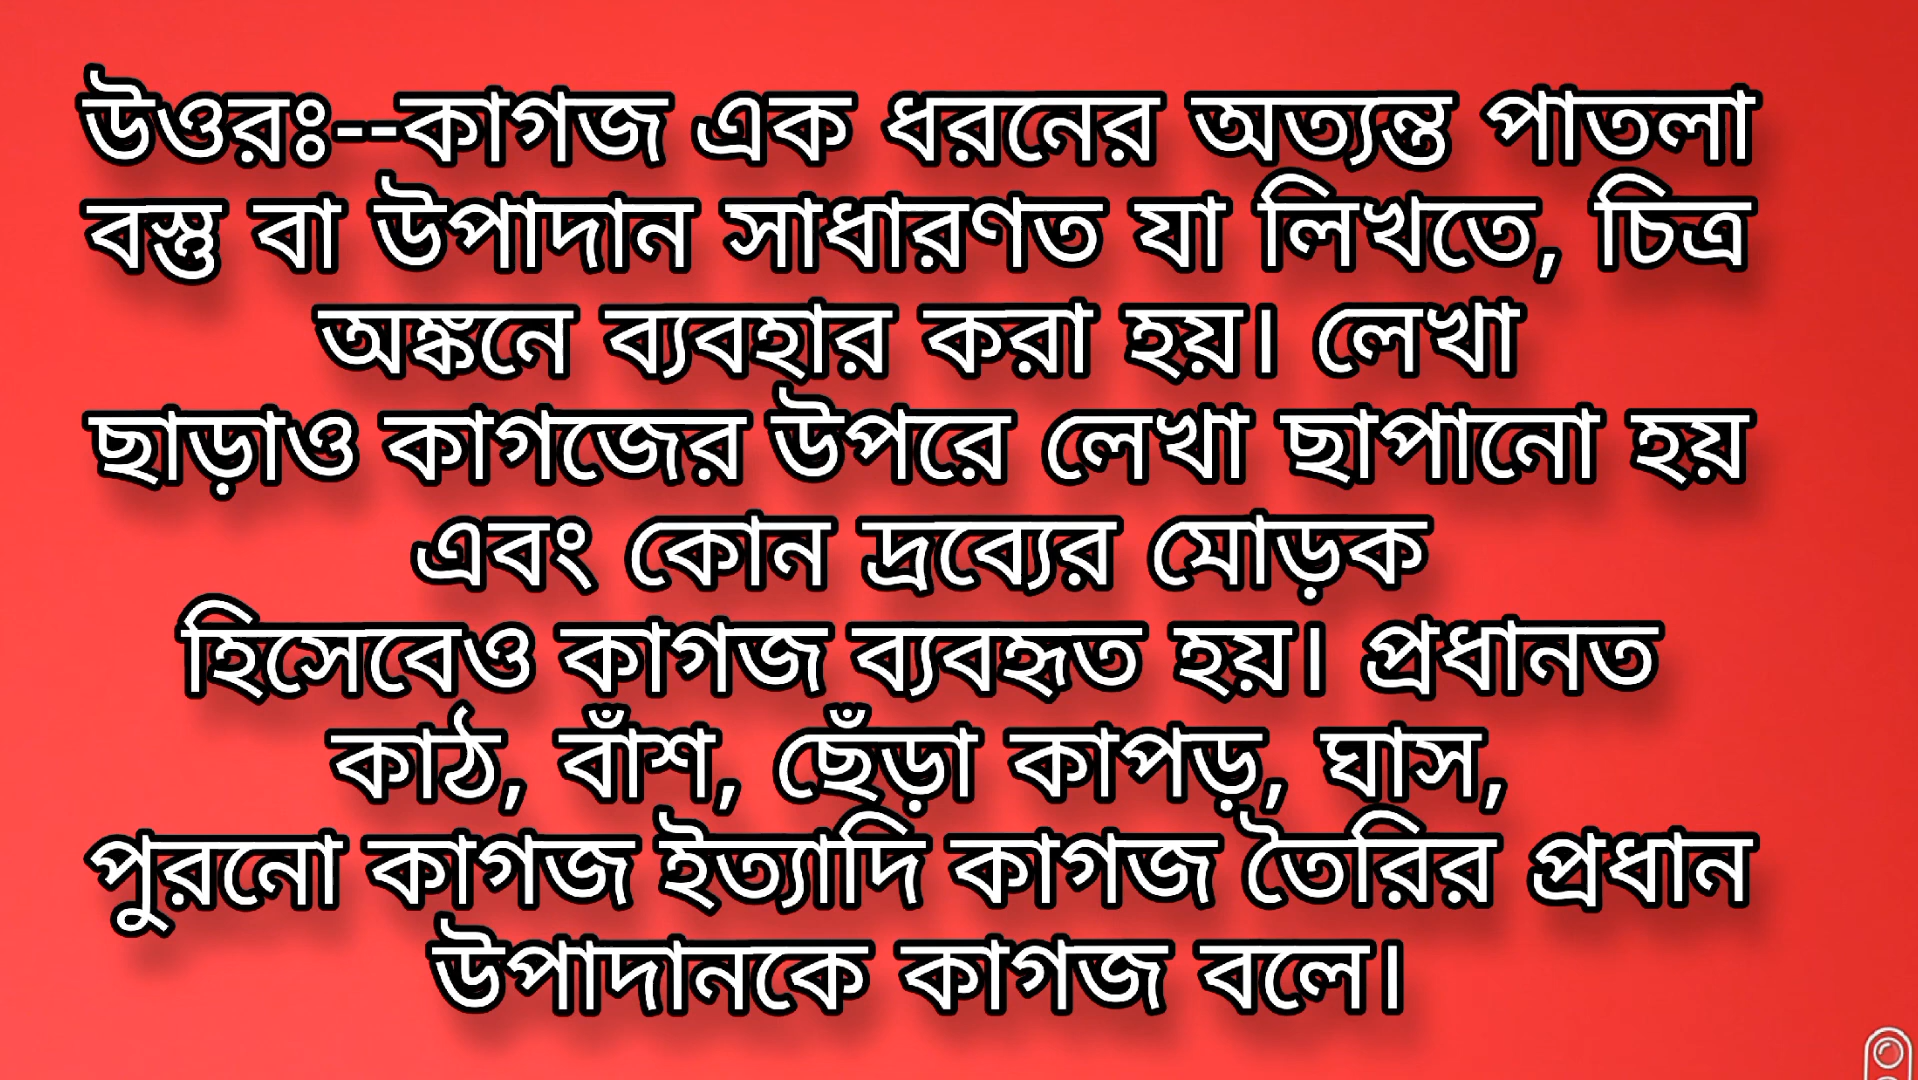 উওরঃ--কাগজ এক ধরনের অত্যন্ত পাতলা
বস্তু বা উপাদান সাধারণত যা লিখতে, চিত্র
অঙ্কনে ব্যবহার করা হয়। লেখা
ছাড়াও কাগজের উপরে লেখা ছাপানো হয়
এবং কোন দ্রব্যের মোড়ক
হিসেবেও কাগজ ব্যবহৃত হয়। প্রধানত
কাঠ, বাঁশ, ছেঁড়া কাপড়, ঘাস,
পুরনো কাগজ ইত্যাদি কাগজ তৈরির প্রধান
উপাদানকে কাগজ বলে।